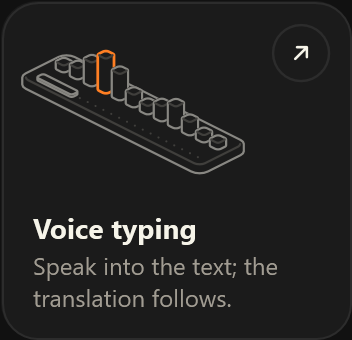 Voice typing
Speak into the text; the
translation follows.